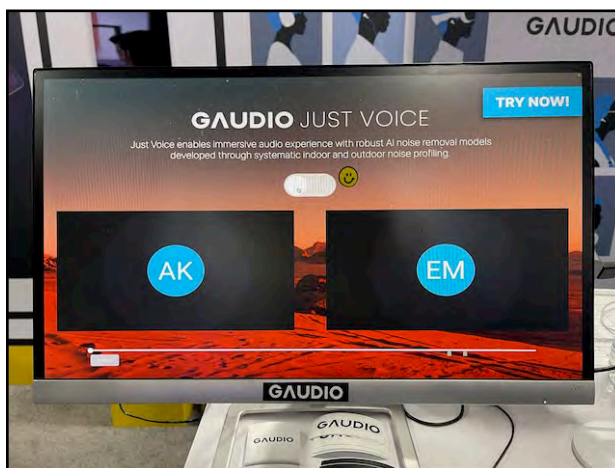 GAUDIO
TRY NOW!
GAUDIO JUST VOICE
Just Voice enables immersive audio experience with robust AI noise removal models
developed through systematic indoor and outdoor noise profiling.
AK
EM
GAUDIO
GAUDIO
GAUDIO